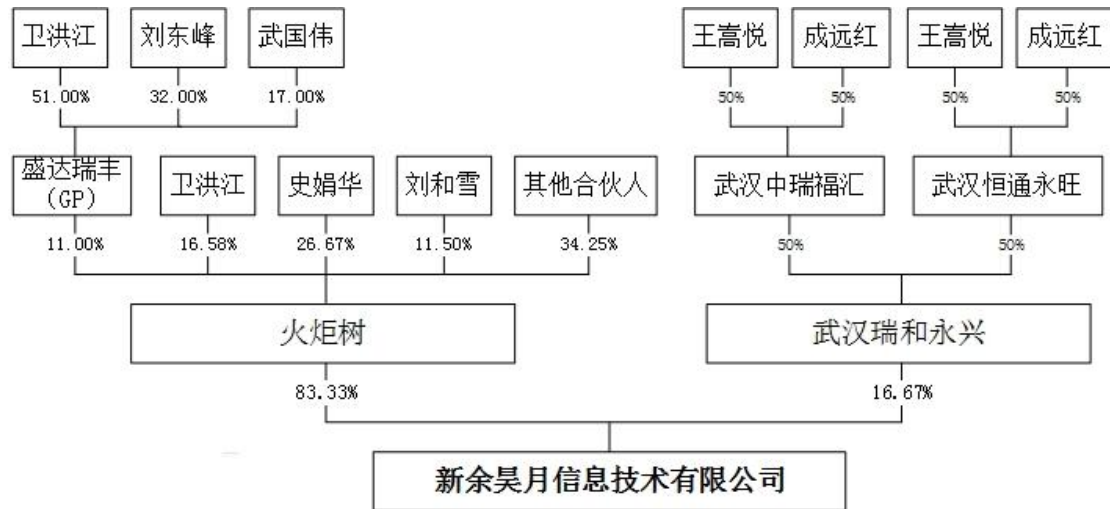 卫洪江 刘东峰 武国伟 王嵩悦 成远红 王嵩悦 成远红
51.00% 32.00% 17.00% 50% 50% 50% 50%
盛达瑞丰
(GP)
卫洪江 史娟华 刘和雪 其他合伙人 武汉中瑞福汇 武汉恒通永旺
11.00% 16.58% 26.67% 11.50% 34.25% 50% 50%
火炬树 武汉瑞和永兴
83.33% 16.67%
新余昊月信息技术有限公司